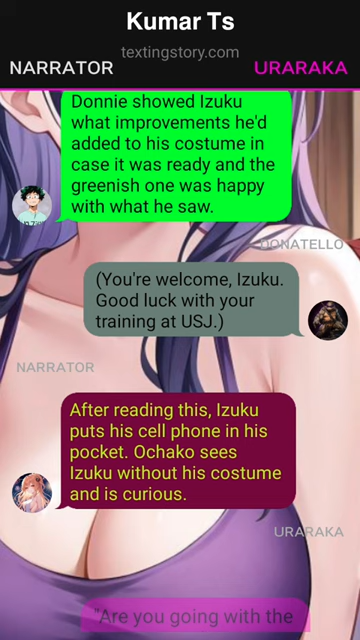 Kumar Ts
textingstory.com
NARRATOR
URARAKA
Donnie showed Izuku
what improvements he'd
added to his costume in
case it was ready and the
greenish one was happy
with what he saw.
DONATELLO
(You're welcome, Izuku.
Good luck with your
training at USJ.)
NARRATOR
After reading this, Izuku
puts his cell phone in his
pocket. Ochako sees
Izuku without his costume
and is curious.
URARAKA
"Are you going with the